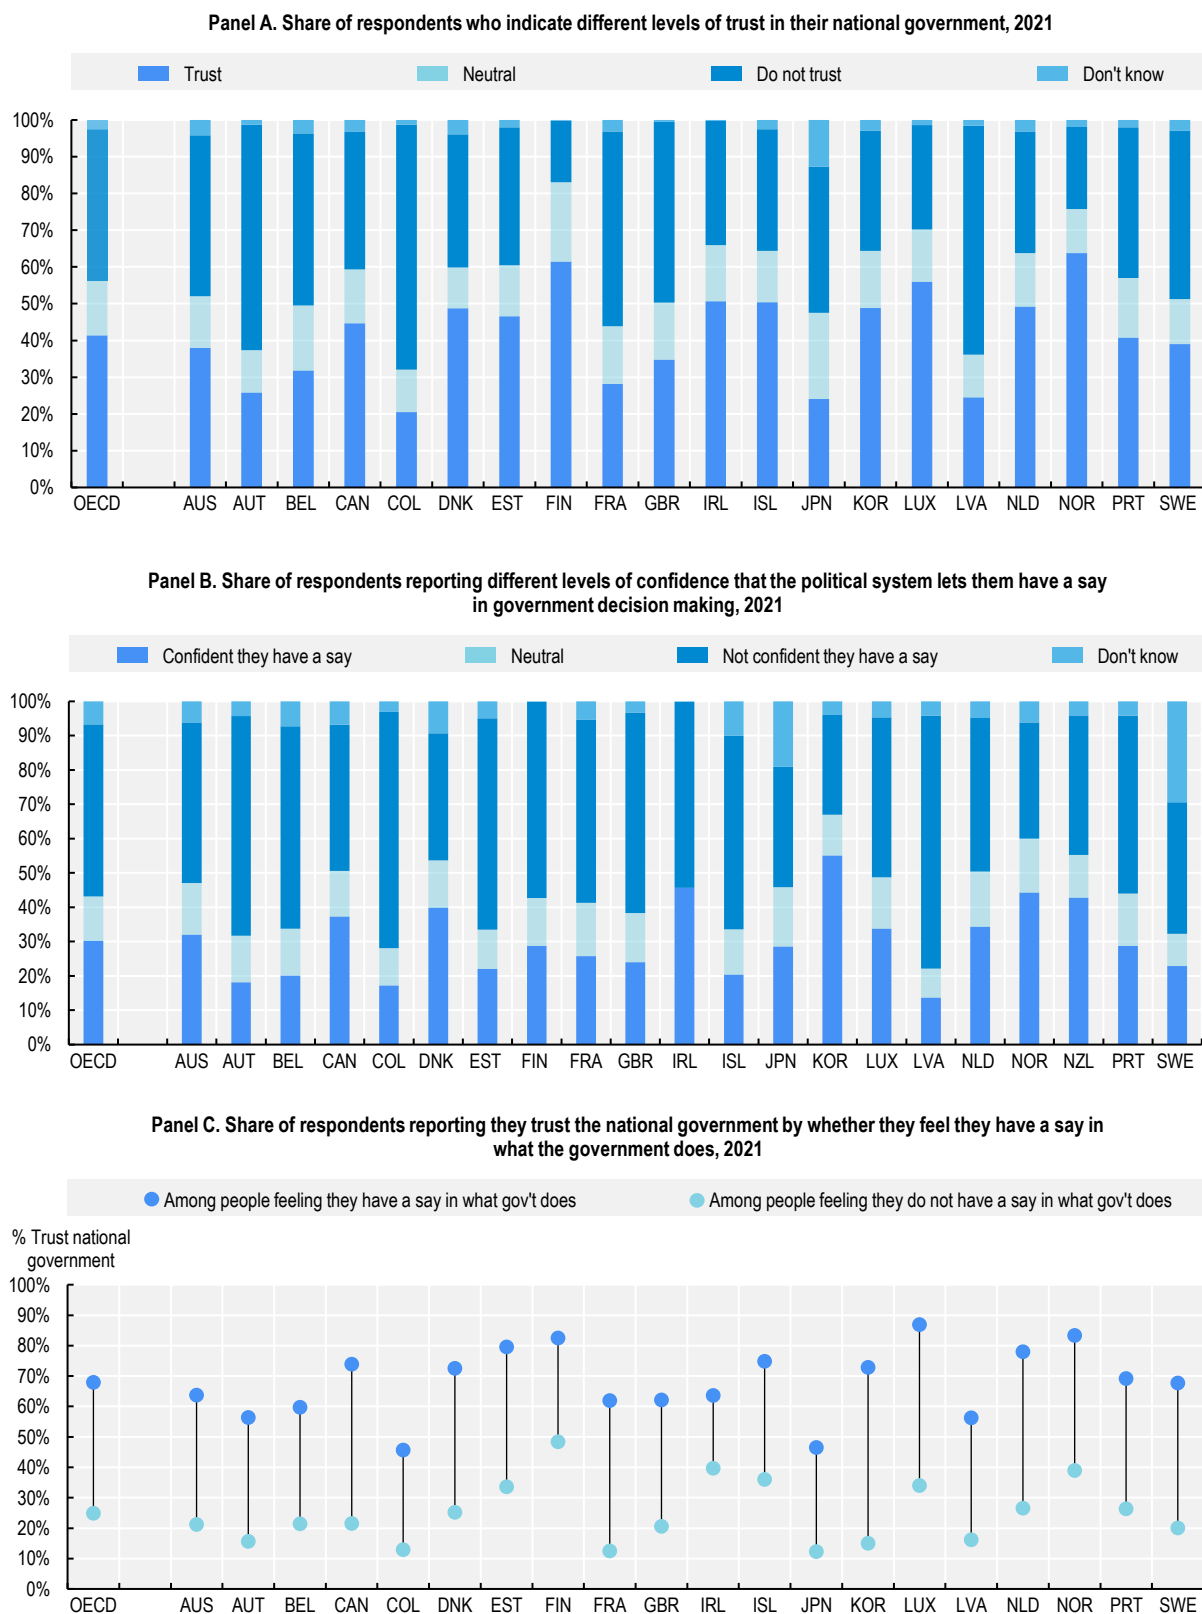 Panel A. Share of respondents who indicate different levels of trust in their national government, 2021
Trust Neutral Do not trust Don't know
100%
90%
80%
70%
60%
50%
40%
30%
20%
10%
0%
OECD AUS AUT BEL CAN COL DNK EST FIN FRA GBR IRL ISL JPN KOR LUX LVA NLD NOR PRT SWE
Panel B. Share of respondents reporting different levels of confidence that the political system lets them have a say
in government decision making, 2021
Confident they have a say Neutral Not confident they have a say Don't know
100%
90%
80%
70%
60%
50%
40%
30%
20%
10%
0%
OECD AUS AUT BEL CAN COL DNK EST FIN FRA GBR IRL ISL JPN KOR LUX LVA NLD NOR NZL PRT SWE
Panel C. Share of respondents reporting they trust the national government by whether they feel they have a say in
what the government does, 2021
Among people feeling they have a say in what gov't does Among people feeling they do not have a say in what gov't does
% Trust national
government
100%
90%
80%
70%
60%
50%
40%
30%
20%
10%
0%
OECD AUS AUT BEL CAN COL DNK EST FIN FRA GBR IRL ISL JPN KOR LUX LVA NLD NOR PRT SWE